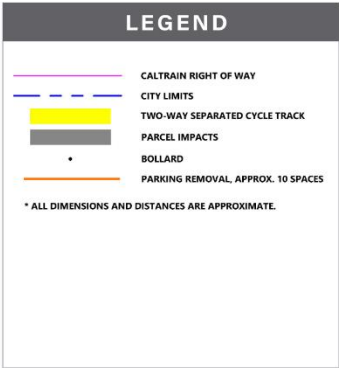 LEGEND
CALTRAIN RIGHT OF WAY
CITY LIMITS
TWO-WAY SEPARATED CYCLE TRACK
PARCEL IMPACTS
BOLLARD
PARKING REMOVAL, APPROX. 10 SPACES
* ALL DIMENSIONS AND DISTANCES ARE APPROXIMATE.